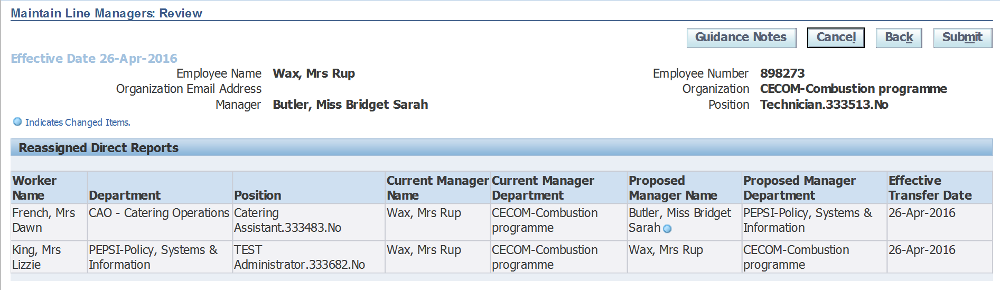 Maintain Line Managers: Review
Guidance Notes Cancel Back Submit
Effective Date 26-Apr-2016
Employee Name Wax, Mrs Rup Employee Number 898273
Organization Email Address Organization CECOM-Combustion programme
Manager Butler, Miss Bridget Sarah Position Technician.333513.No
Indicates Changed Items.
Reassigned Direct Reports
Worker Current Manager Current Manager Proposed Proposed Manager Effective
Name Department Position Name Department Manager Name Department Transfer Date
French, Mrs CAO - Catering Operations Catering Wax, Mrs Rup CECOM-Combustion Butler, Miss Bridget PEPSI-Policy, Systems & 26-Apr-2016
Dawn Assistant.333483.No programme Sarah Information
King, Mrs PEPSI-Policy, Systems & TEST Wax, Mrs Rup CECOM-Combustion Wax, Mrs Rup CECOM-Combustion 26-Apr-2016
Lizzie Information Administrator.333682.No programme programme